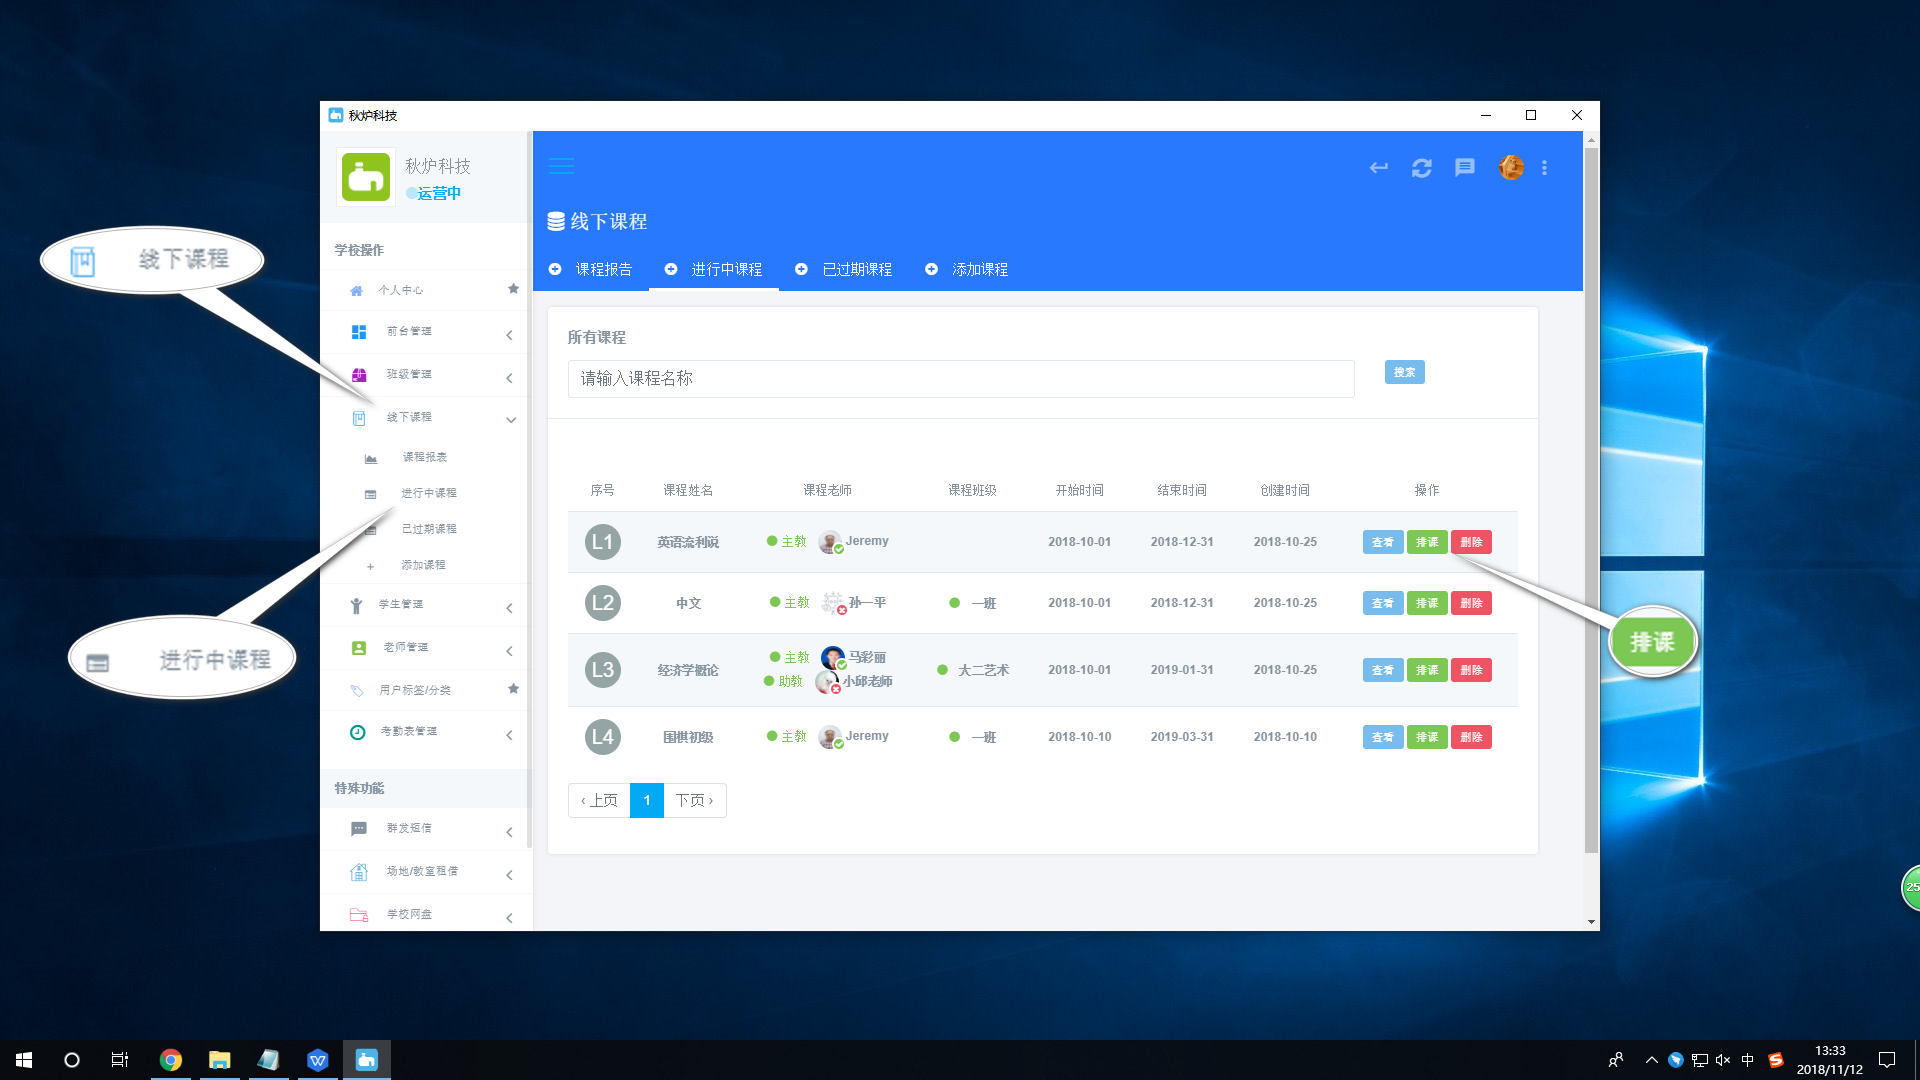 秋炉科技
秋炉科技
运营中
线下课程
课程报告
进行中课程
已过期课程
添加课程
学校操作
个人中心
前台管理
班级管理
线下课程
课程报表
进行中课程
已过期课程
添加课程
学生管理
老师管理
用户标签/分类
考勤表管理
特殊功能
群发短信
场地/教室租借
学校网盘
线下课程
进行中课程
所有课程
请输入课程名称
搜索
序号 课程姓名 课程老师 课程班级 开始时间 结束时间 创建时间 操作
L1 英语流利说 主教 Jeremy 2018-10-01 2018-12-31 2018-10-25 查看 排课 删除
L2 中文 主教 孙一平 一班 2018-10-01 2018-12-31 2018-10-25 查看 排课 删除
L3 经济学概论 主教 马彩丽 大二艺术 2018-10-01 2019-01-31 2018-10-25 查看 排课 删除
助教 小邱老师
L4 围棋初级 主教 Jeremy 一班 2018-10-10 2019-03-31 2018-10-10 查看 排课 删除
‹ 上页 1 下页 ›
排课
25
中
13:33
2018/11/12